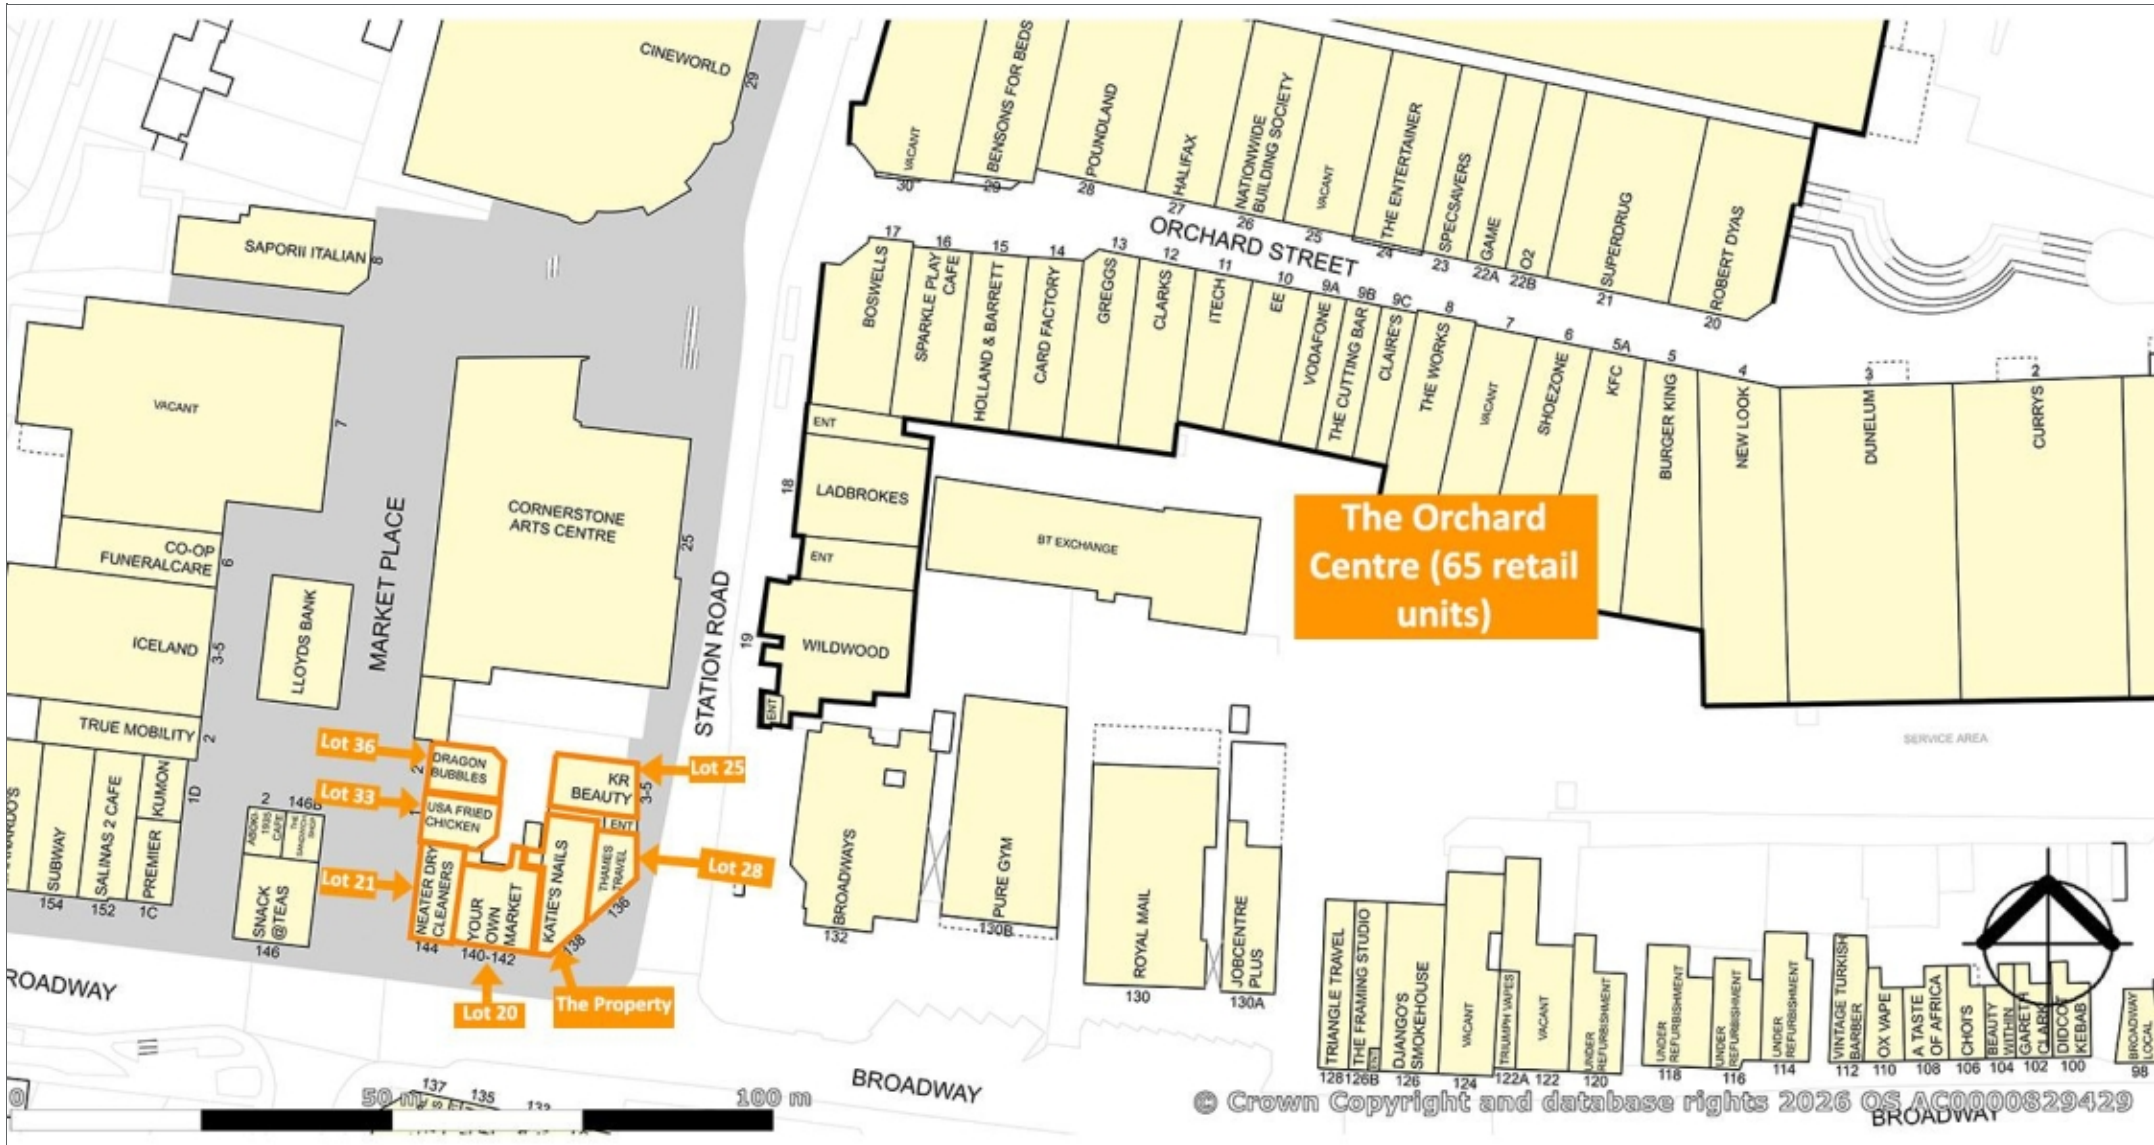 CINEWORLD
29
VACANT
30
BENSONS FOR BEDS
29
POUNDLAND
28
HALIFAX
27
NATIONWIDE
BUILDING SOCIETY
26
VACANT
25
THE ENTERTAINER
24
SPECSAVERS
23
GAME
22A
O2
22B
SUPERDRUG
21
ROBERT DYAS
20
ORCHARD STREET
SAPORII ITALIAN
8
17
BOSWELLS
16
SPARKLE PLAY
CAFE
15
HOLLAND & BARRETT
14
CARD FACTORY
13
GREGGS
12
CLARKS
11
ITECH
10
EE
9A
VODAFONE
9B
THE CUTTING BAR
9C
CLAIRE'S
8
THE WORKS
7
VACANT
6
SHOEZONE
5A
KFC
5
BURGER KING
4
NEW LOOK
3
DUNELUM
2
CURRYS
VACANT
7
ENT
LADBROKES
18
ENT
WILDWOOD
19
ENT
BT EXCHANGE
The Orchard
Centre (65 retail
units)
CORNERSTONE
ARTS CENTRE
25
MARKET PLACE
STATION ROAD
CO-OP
FUNERALCARE
6
ICELAND
3-5
LLOYDS BANK
TRUE MOBILITY
2
SERVICE AREA
Lot 36
DRAGON
BUBBLES
2
Lot 33
USA FRIED
CHICKEN
1
Lot 25
KR
BEAUTY
3-5
ENT
Lot 21
NEATER DRY
CLEANERS
144
YOUR
OWN
MARKET
140-142
Lot 20
KATIE'S NAILS
138
The Property
THAMES
TRAVEL
136
Lot 28
SUBWAY
154
SALINAS 2 CAFE
152
KUMON
1D
PREMIER
1C
2
146B
CAFE
THE
SANDWICH
SHOP
SNACK
@TEAS
146
BROADWAYS
132
PURE GYM
130B
ROYAL MAIL
130
JOBCENTRE
PLUS
130A
TRIANGLE TRAVEL
128
THE FRAMING STUDIO
126B
ENT
DJANGO'S
SMOKEHOUSE
126
VACANT
124
TRIUMPH VAPES
122A
VACANT
122
UNDER
REFURBISHMENT
120
UNDER
REFURBISHMENT
118
UNDER
REFURBISHMENT
116
UNDER
REFURBISHMENT
114
VINTAGE TURKISH
BARBER
112
OX VAPE
110
A TASTE
OF AFRICA
108
CHOI'S
106
BEAUTY
WITHIN
104
GARETH
CLARK
102
DIDCOT
KEBAB
100
BROADWAY
LOCAL
98
ROADWAY
BROADWAY
BROADWAY
137
135
133
0
50 m
100 m
© Crown Copyright and database rights 2026 OS AC0000829429